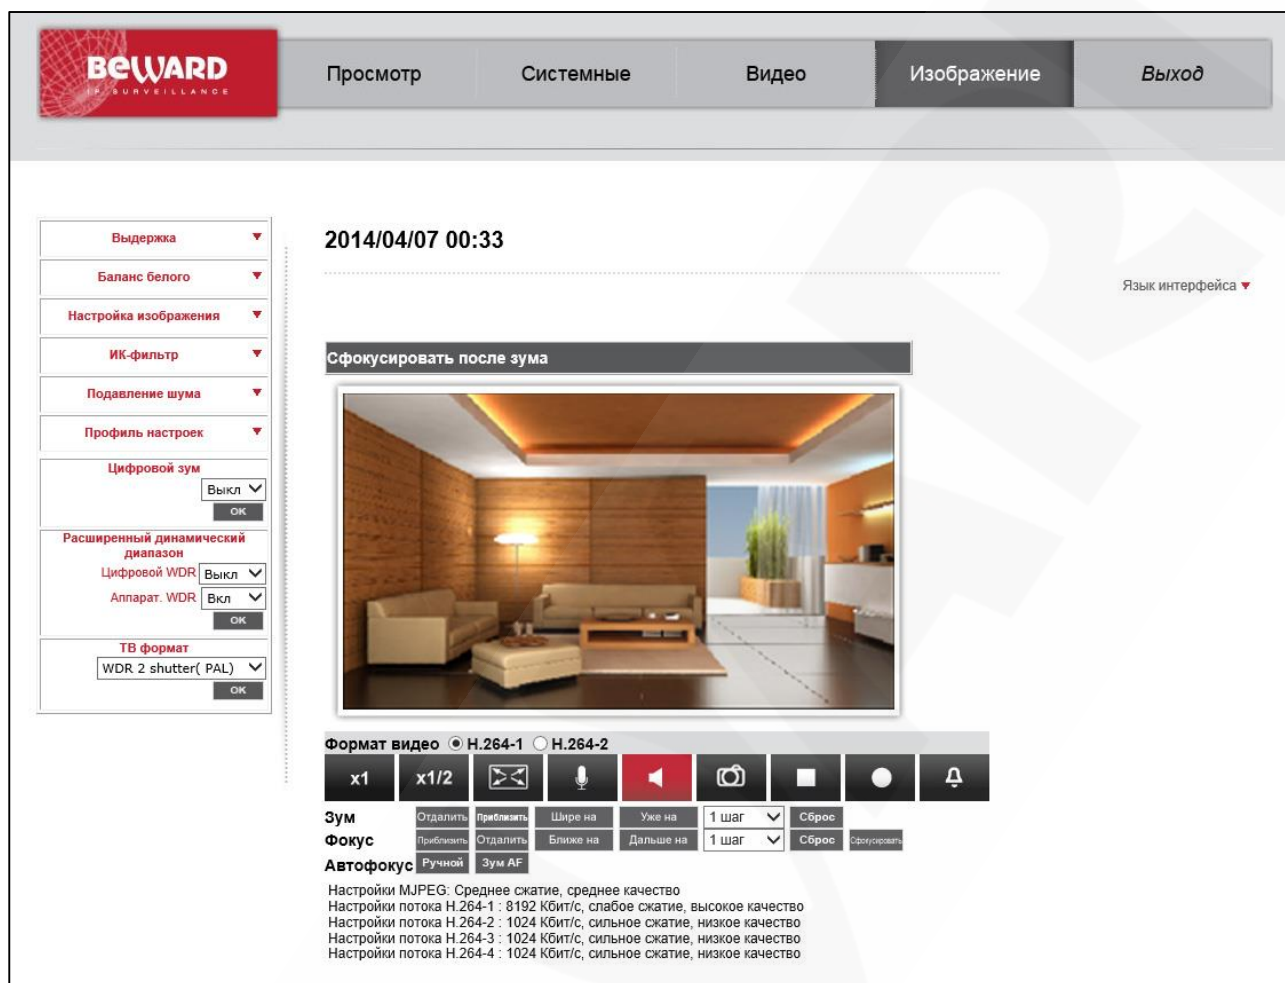 BEWARD
IP SURVEILLANCE
Просмотр Системные Видео Изображение Выход
Выдержка
Баланс белого
Настройка изображения
ИК-фильтр
Подавление шума
Профиль настроек
Цифровой зум
Выкл
ОК
Расширенный динамический
диапазон
Цифровой WDR Выкл
Аппарат. WDR Вкл
ОК
ТВ формат
WDR 2 shutter( PAL)
ОК
2014/04/07 00:33
Язык интерфейса
Сфокусировать после зума
Формат видео H.264-1 H.264-2
x1 x1/2
Зум Отдалить Приблизить Шире на Уже на 1 шаг Сброс
Фокус Приблизить Отдалить Ближе на Дальше на 1 шаг Сброс Сфокусировать
Автофокус Ручной Зум AF
Настройки MJPEG: Среднее сжатие, среднее качество
Настройки потока H.264-1 : 8192 Кбит/с, слабое сжатие, высокое качество
Настройки потока H.264-2 : 1024 Кбит/с, сильное сжатие, низкое качество
Настройки потока H.264-3 : 1024 Кбит/с, сильное сжатие, низкое качество
Настройки потока H.264-4 : 1024 Кбит/с, сильное сжатие, низкое качество